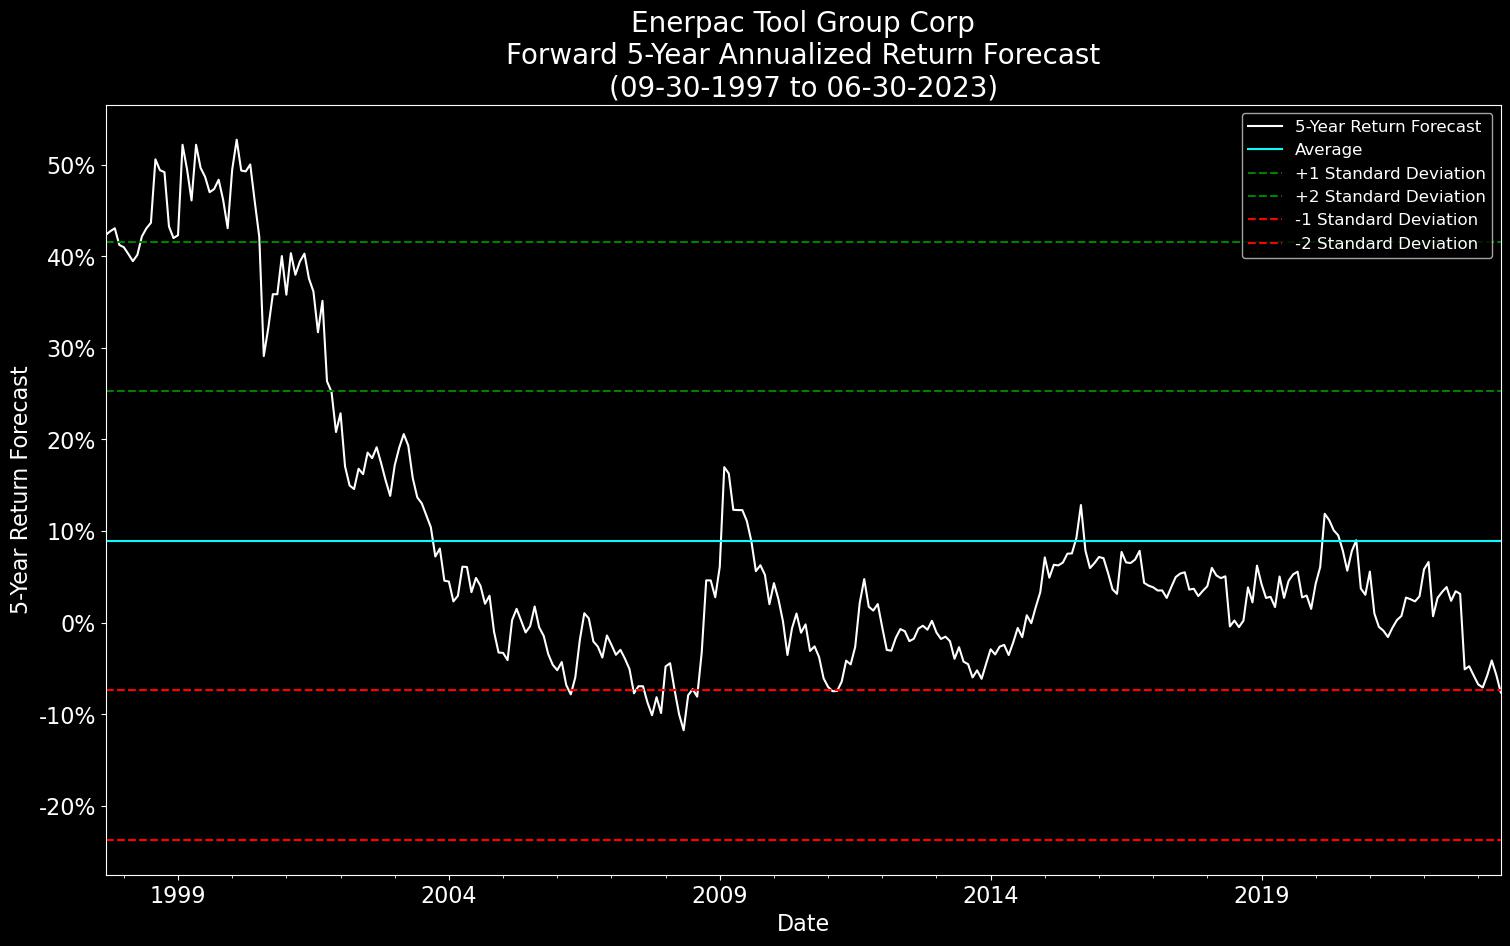 Enerpac Tool Group Corp
Forward 5-Year Annualized Return Forecast
(09-30-1997 to 06-30-2023)
5-Year Return Forecast
Average
+1 Standard Deviation
+2 Standard Deviation
-1 Standard Deviation
-2 Standard Deviation
5-Year Return Forecast
50%
40%
30%
20%
10%
0%
-10%
-20%
1999
2004
2009
2014
2019
Date